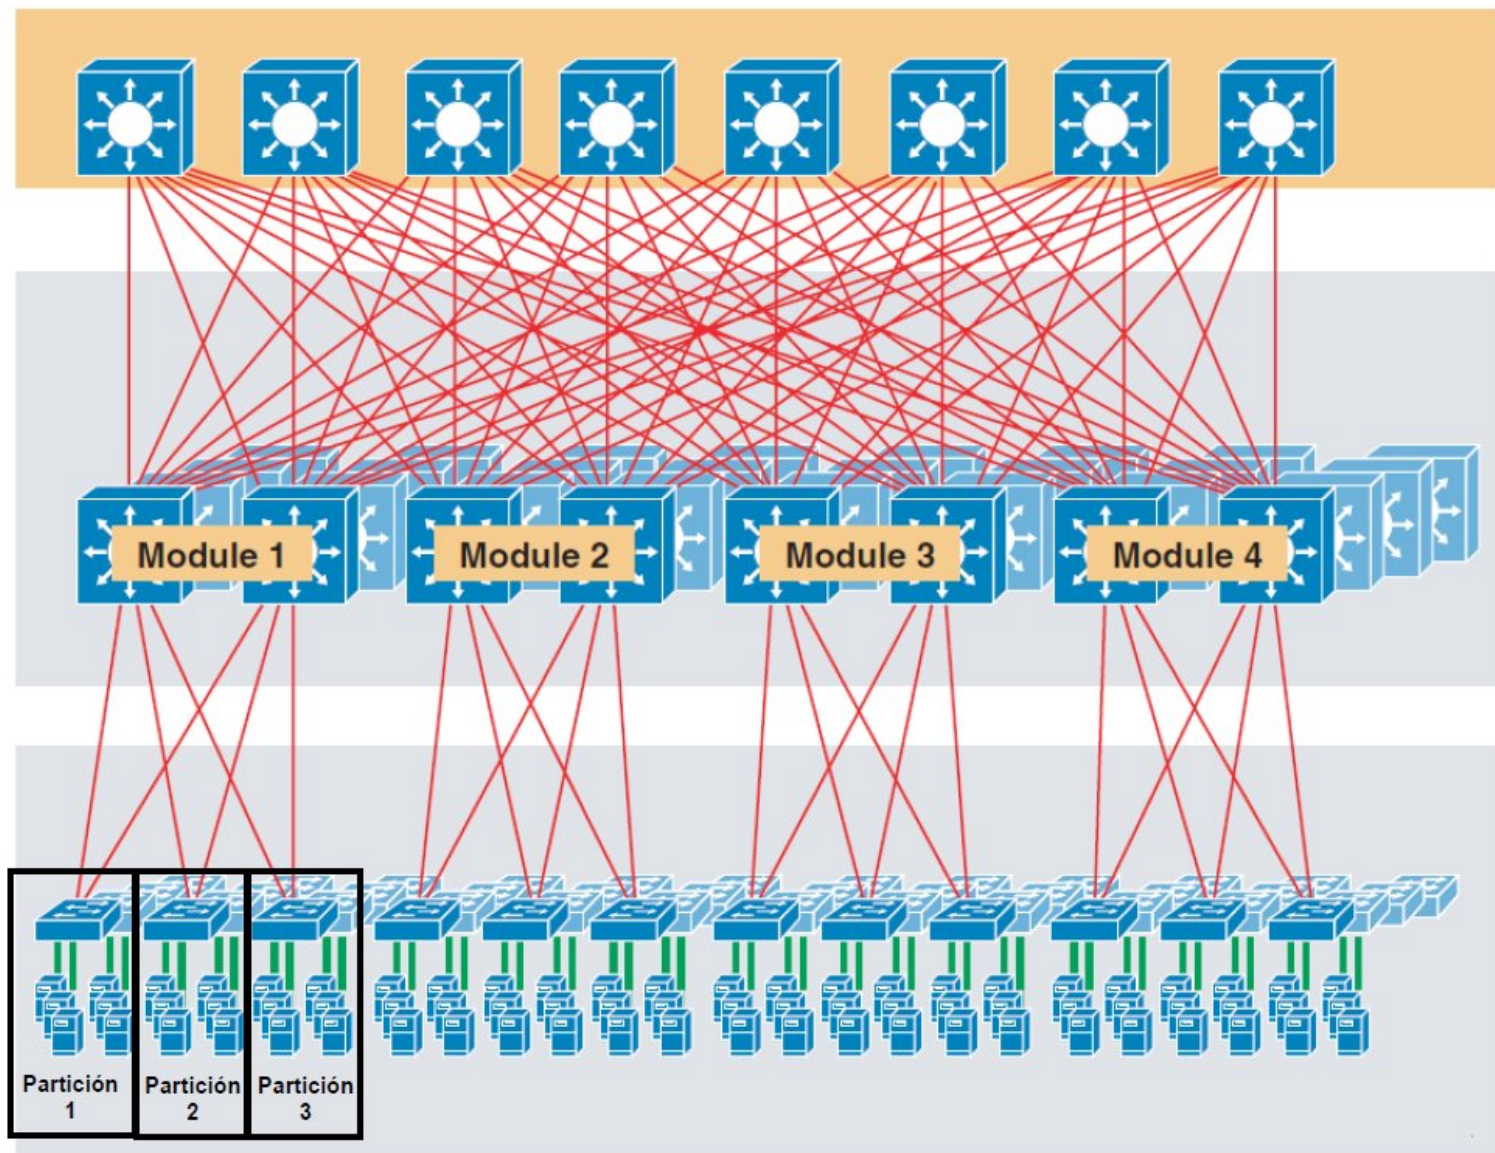 Module 1
Module 2
Module 3
Module 4
Partición
1
Partición
2
Partición
3